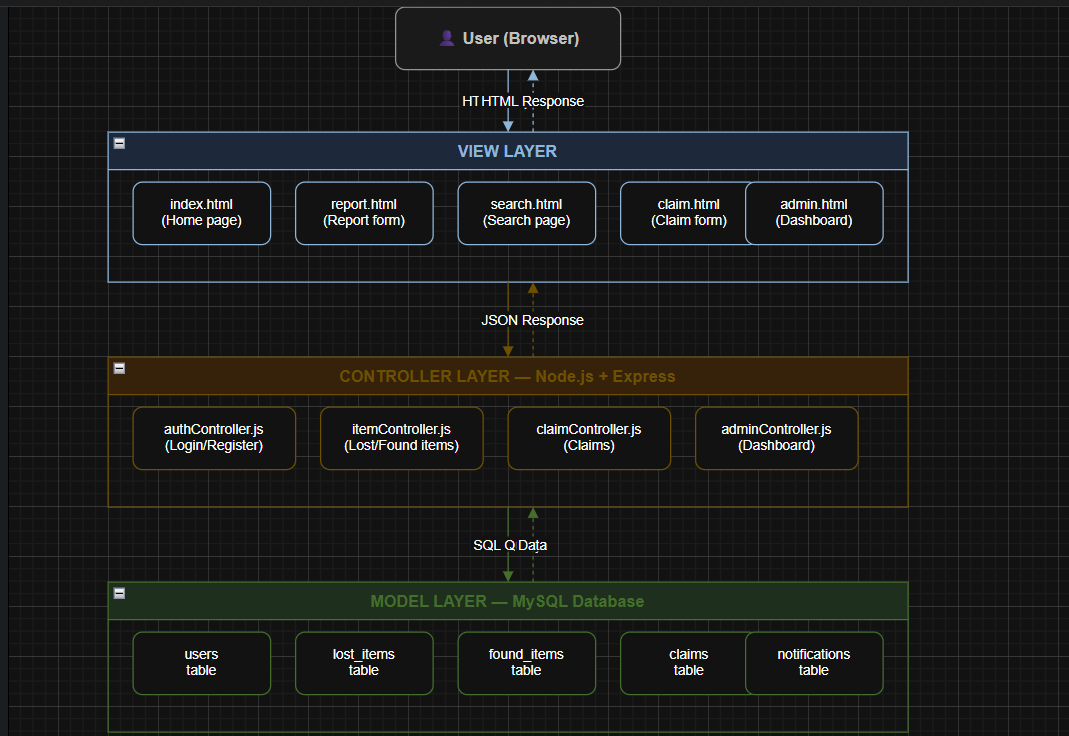 User (Browser)
HTML Response
VIEW LAYER
index.html
(Home page)
report.html
(Report form)
search.html
(Search page)
claim.html
(Claim form)
admin.html
(Dashboard)
JSON Response
CONTROLLER LAYER — Node.js + Express
authController.js
(Login/Register)
itemController.js
(Lost/Found items)
claimController.js
(Claims)
adminController.js
(Dashboard)
SQL Q
Data
MODEL LAYER — MySQL Database
users
table
lost_items
table
found_items
table
claims
table
notifications
table